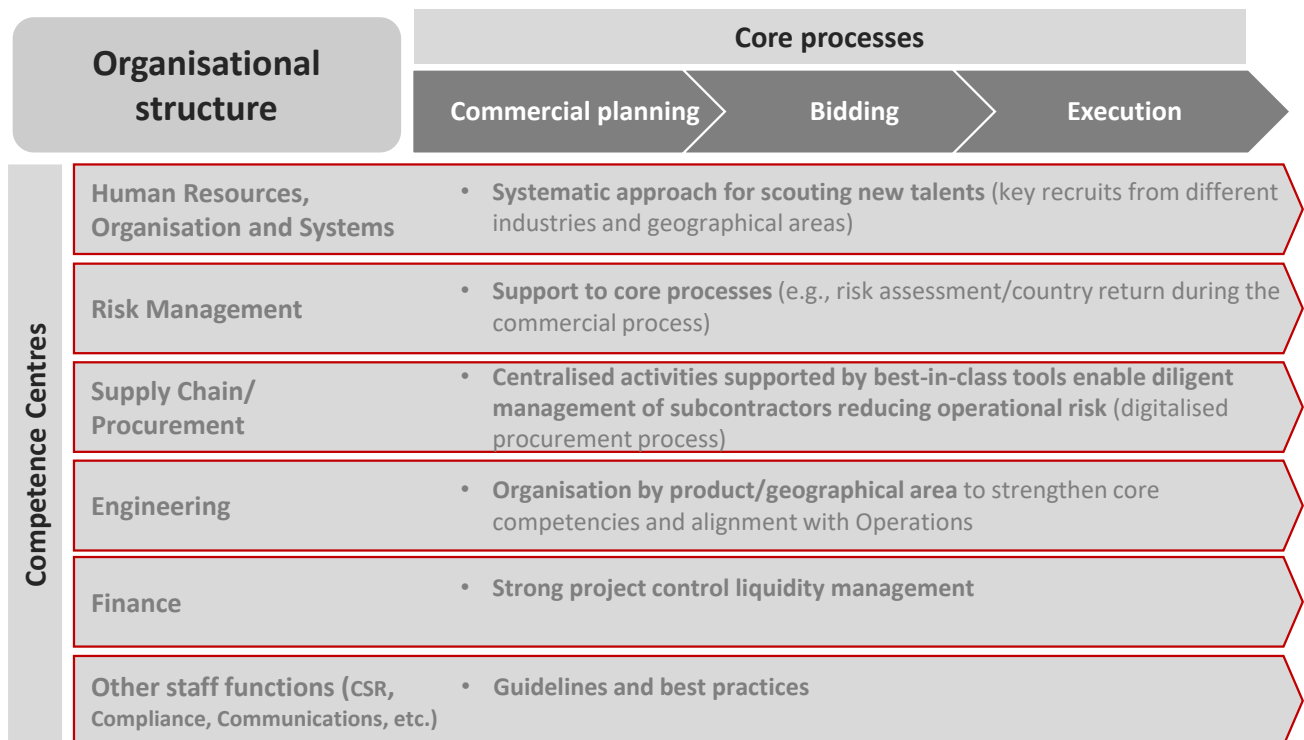 Organisational
structure
Core processes
Commercial planning
Bidding
Execution
Competence Centres
Human Resources,
Organisation and Systems
• Systematic approach for scouting new talents (key recruits from different
industries and geographical areas)
Risk Management
• Support to core processes (e.g., risk assessment/country return during the
commercial process)
Supply Chain/
Procurement
• Centralised activities supported by best-in-class tools enable diligent
management of subcontractors reducing operational risk (digitalised
procurement process)
Engineering
• Organisation by product/geographical area to strengthen core
competencies and alignment with Operations
Finance
• Strong project control liquidity management
Other staff functions (CSR,
Compliance, Communications, etc.)
• Guidelines and best practices